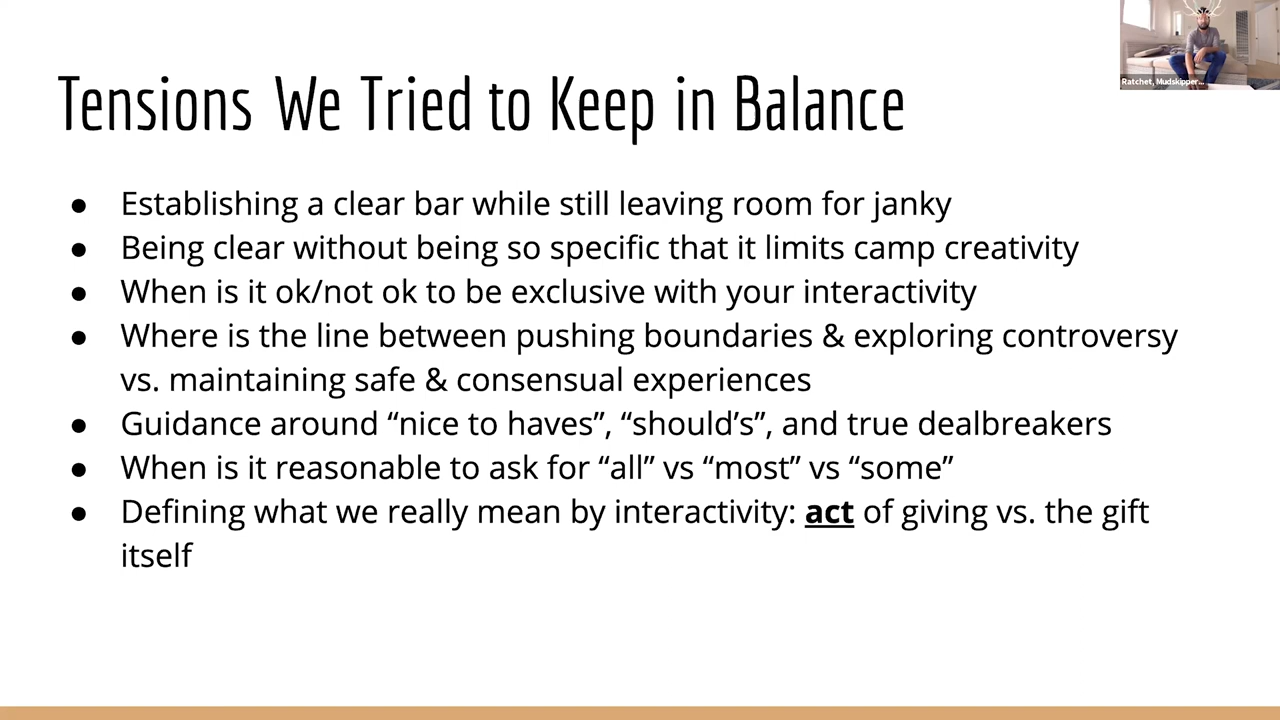 Ratchet, Mudskipper...
Tensions We Tried to Keep in Balance
● Establishing a clear bar while still leaving room for janky
● Being clear without being so specific that it limits camp creativity
● When is it ok/not ok to be exclusive with your interactivity
● Where is the line between pushing boundaries & exploring controversy
vs. maintaining safe & consensual experiences
● Guidance around “nice to haves”, “should’s”, and true dealbreakers
● When is it reasonable to ask for “all” vs “most” vs “some”
● Defining what we really mean by interactivity: act of giving vs. the gift
itself